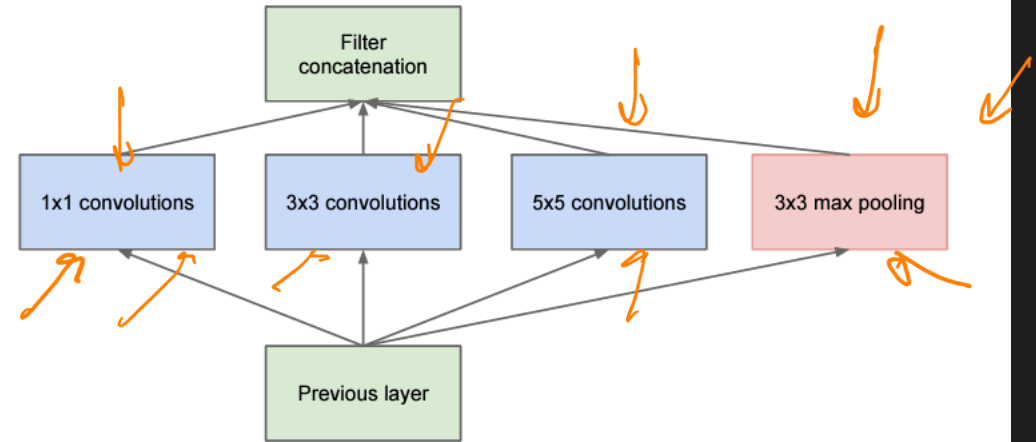 Filter
concatenation
1x1 convolutions
3x3 convolutions
5x5 convolutions
3x3 max pooling
Previous layer